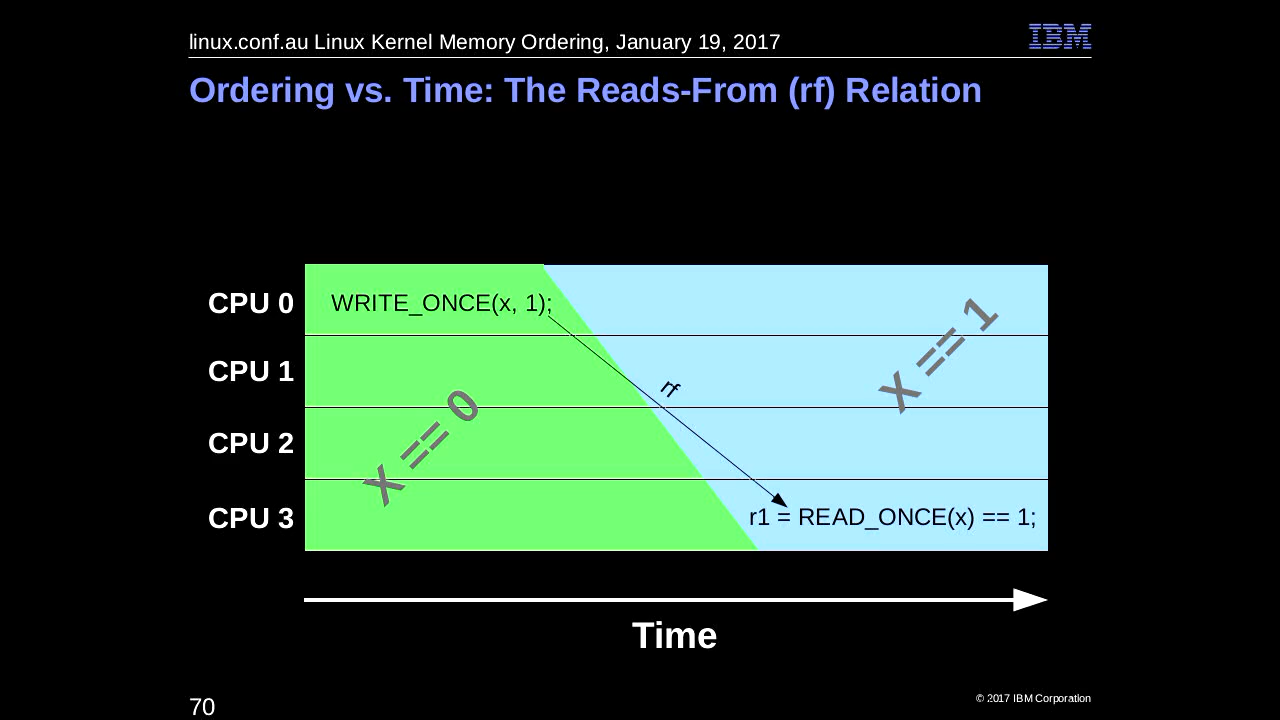 linux.conf.au Linux Kernel Memory Ordering, January 19, 2017
IBM
Ordering vs. Time: The Reads-From (rf) Relation
CPU 0
WRITE_ONCE(x, 1);
X == 1
CPU 1
rf
X == 0
CPU 2
CPU 3
r1 = READ_ONCE(x) == 1;
Time
70
© 2017 IBM Corporation